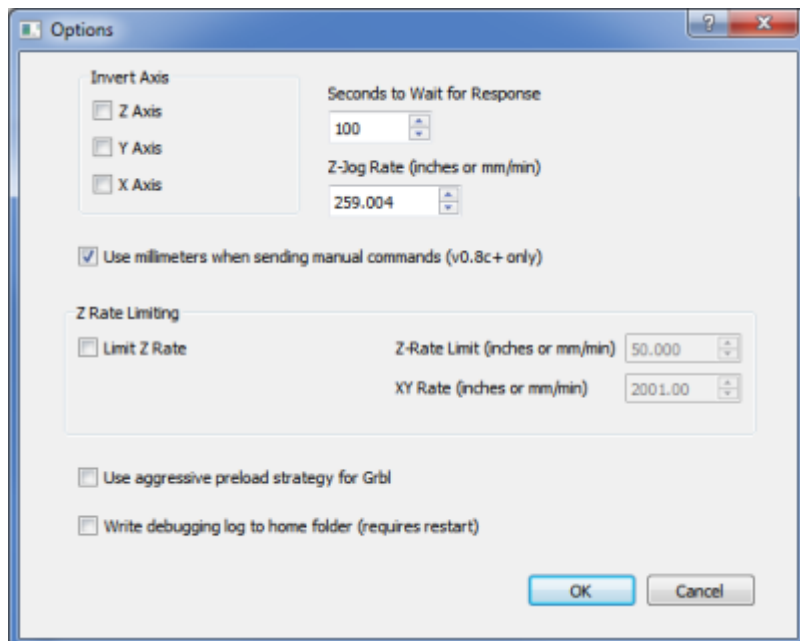 Options
Invert Axis
Z Axis
Y Axis
X Axis
Seconds to Wait for Response
100
Z-Jog Rate (inches or mm/min)
259.004
Use millimeters when sending manual commands (v0.8c+ only)
Z Rate Limiting
Limit Z Rate
Z-Rate Limit (inches or mm/min) 50.000
XY Rate (inches or mm/min) 2001.00
Use aggressive preload strategy for Grbl
Write debugging log to home folder (requires restart)
OK Cancel